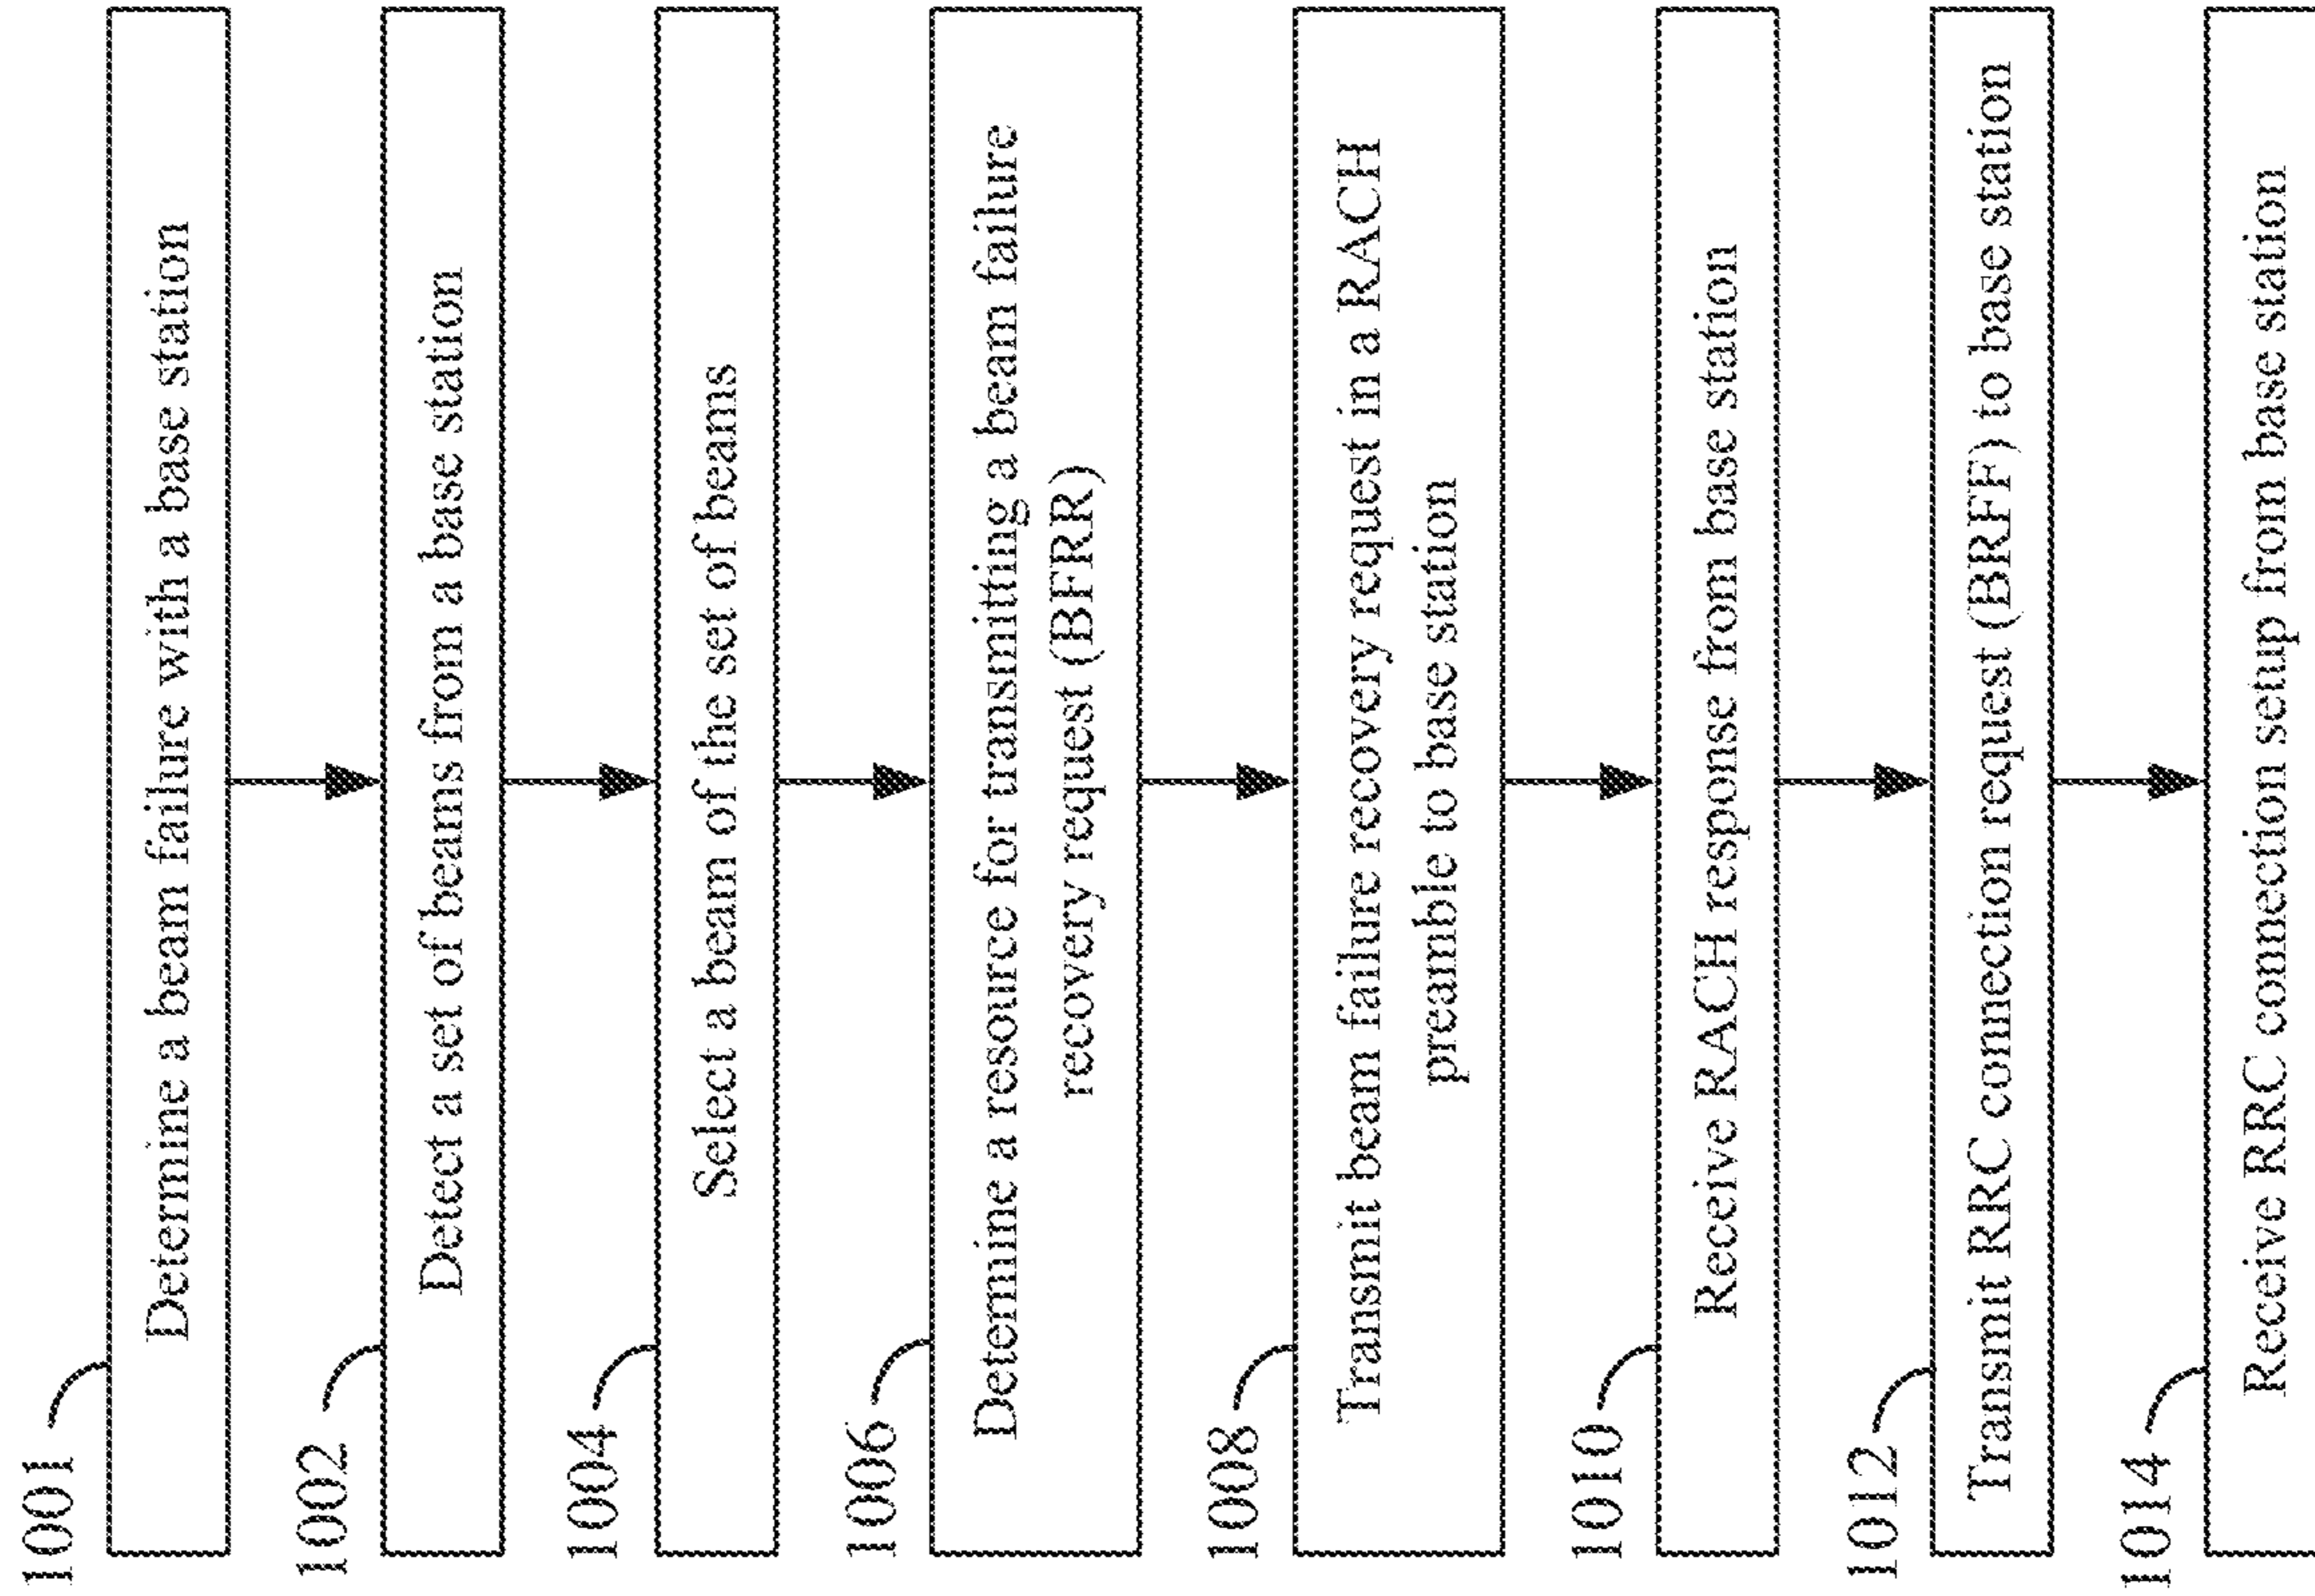 1001
Determine a beam failure with a base station
1002
Detect a set of beams from a base station
1004
Select a beam of the set of beams
1006
Determine a resource for transmitting a beam failure
recovery request (BFRR)
1008
Transmit beam failure recovery request in a RACH
preamble to base station
1010
Receive RACH response from base station
1012
Transmit RRC connection request (BRFF) to base station
1014
Receive RRC connection setup from base station